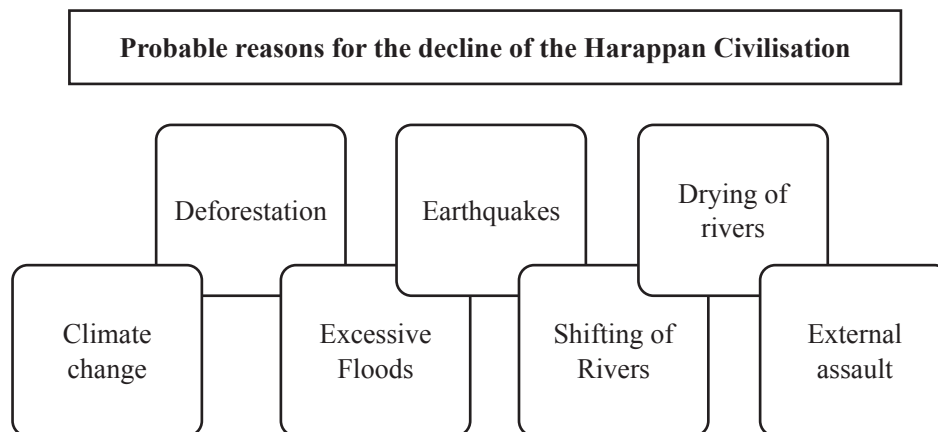 Probable reasons for the decline of the Harappan Civilisation
Deforestation
Earthquakes
Drying of
rivers
Climate
change
Excessive
Floods
Shifting of
Rivers
External
assault